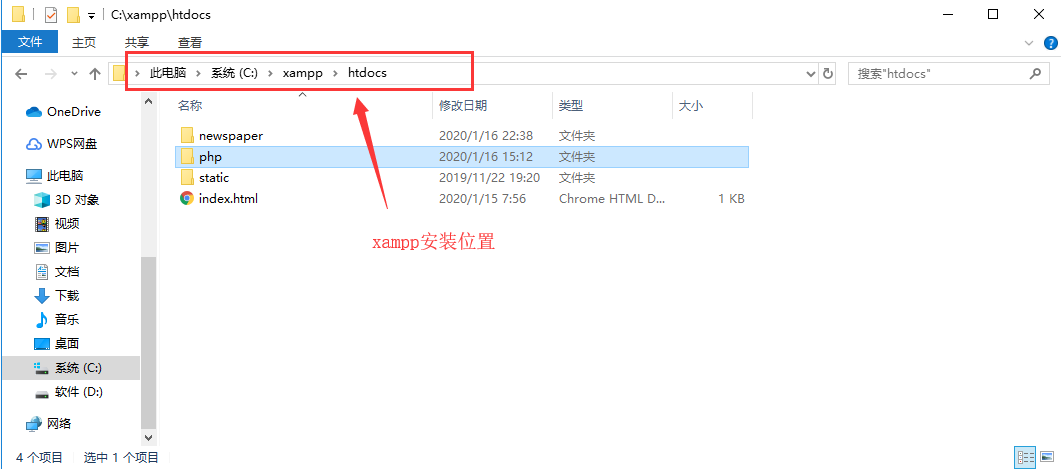 C:\xampp\htdocs
文件 主页 共享 查看
此电脑 系统 (C:) xampp htdocs 搜索"htdocs"
OneDrive
WPS网盘
此电脑
3D 对象
视频
图片
文档
下载
音乐
桌面
系统 (C:)
软件 (D:)
网络
名称 修改日期 类型 大小
newspaper 2020/1/16 22:38 文件夹
php 2020/1/16 15:12 文件夹
static 2019/11/22 19:20 文件夹
index.html 2020/1/15 7:56 Chrome HTML D... 1 KB
xampp安装位置
4 个项目 选中 1 个项目